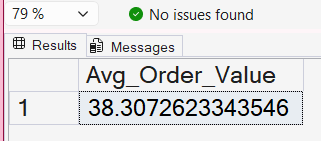 79 %
No issues found
Results
Messages
Avg_Order_Value
1
38.3072623343546